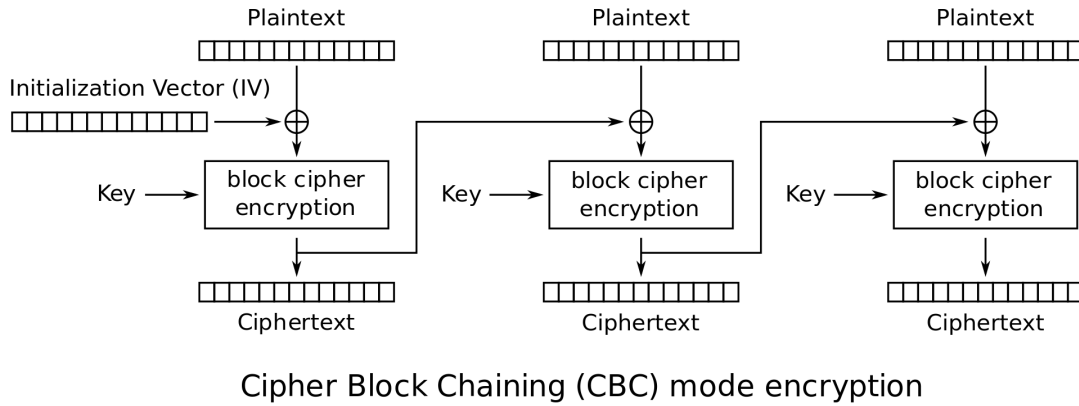 Plaintext
Plaintext
Plaintext
Initialization Vector (IV)
Key
block cipher
encryption
Key
block cipher
encryption
Key
block cipher
encryption
Ciphertext
Ciphertext
Ciphertext
Cipher Block Chaining (CBC) mode encryption